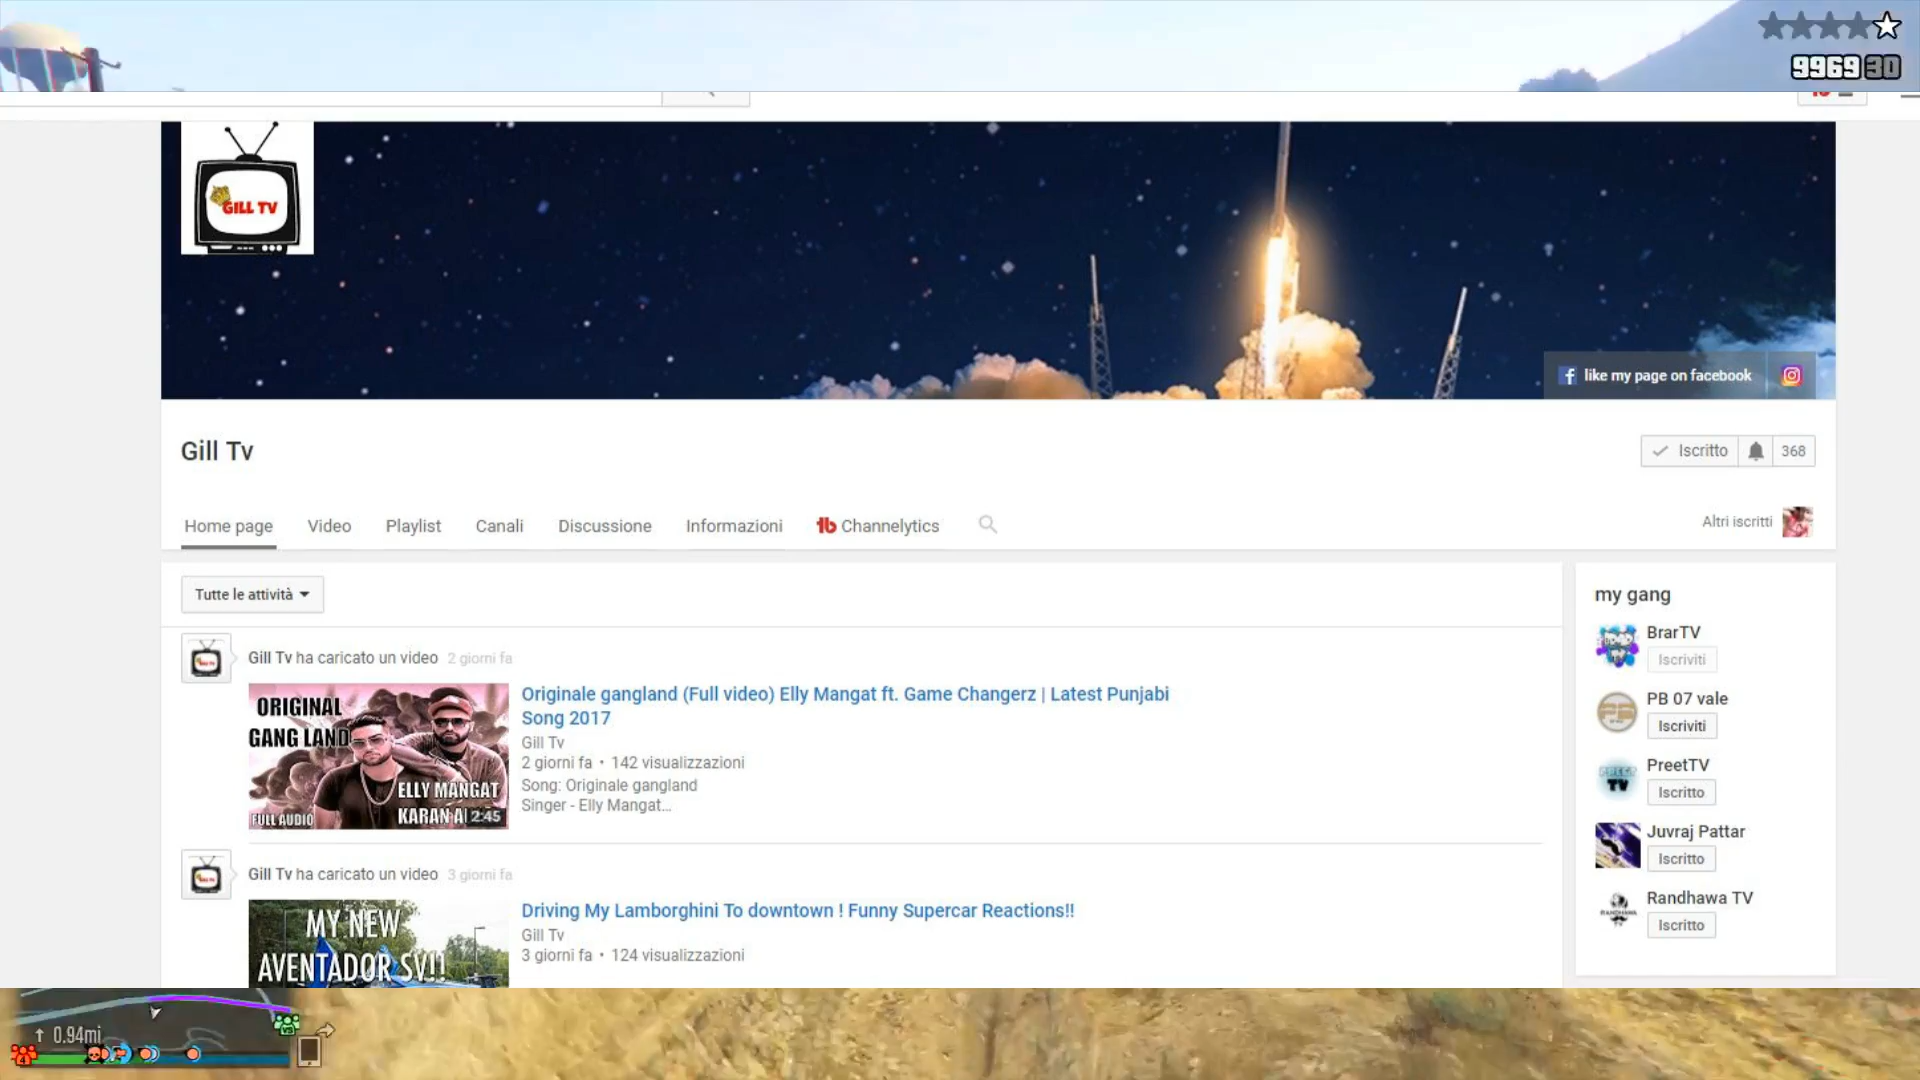 9969 30
GILL TV
like my page on facebook
Gill Tv
Iscritto
368
Home page
Video
Playlist
Canali
Discussione
Informazioni
Channelytics
Altri iscritti
Tutte le attività
Gill Tv ha caricato un video 2 giorni fa
ORIGINAL
GANG LAND
ELLY MANGAT
FULL AUDIO
KARAN A
2:45
Originale gangland (Full video) Elly Mangat ft. Game Changerz | Latest Punjabi
Song 2017
Gill Tv
2 giorni fa • 142 visualizzazioni
Song: Originale gangland
Singer - Elly Mangat...
Gill Tv ha caricato un video 3 giorni fa
MY NEW
AVENTADOR SV!!
Driving My Lamborghini To downtown ! Funny Supercar Reactions!!
Gill Tv
3 giorni fa • 124 visualizzazioni
my gang
BrarTV
Iscriviti
PB 07 vale
Iscriviti
PREET
TV
PreetTV
Iscritto
Juvraj Pattar
Iscritto
RANDHAWA
Randhawa TV
Iscritto
0.94mi
4